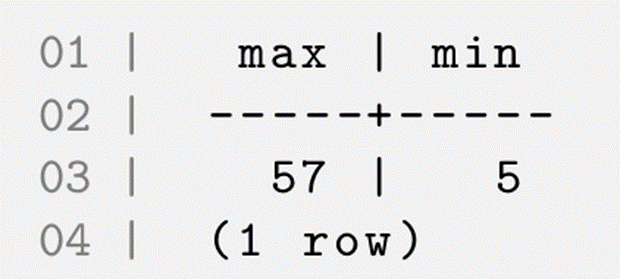 01 |   max | min
02 |  -----+-----
03 |    57 |   5
04 |  (1 row)